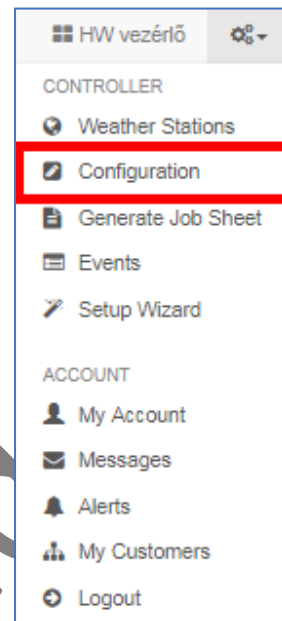 HW vezérlő
CONTROLLER
Weather Stations
Configuration
Generate Job Sheet
Events
Setup Wizard
ACCOUNT
My Account
Messages
Alerts
My Customers
Logout